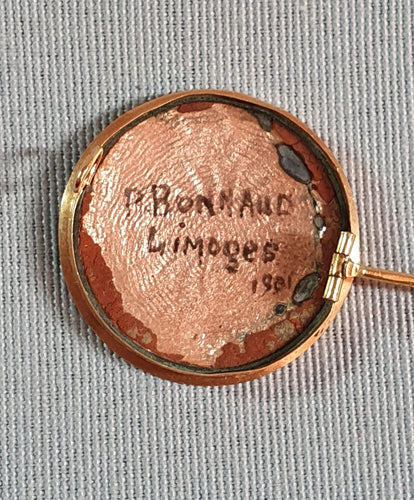 P. BONNAUD
Limoges
1901